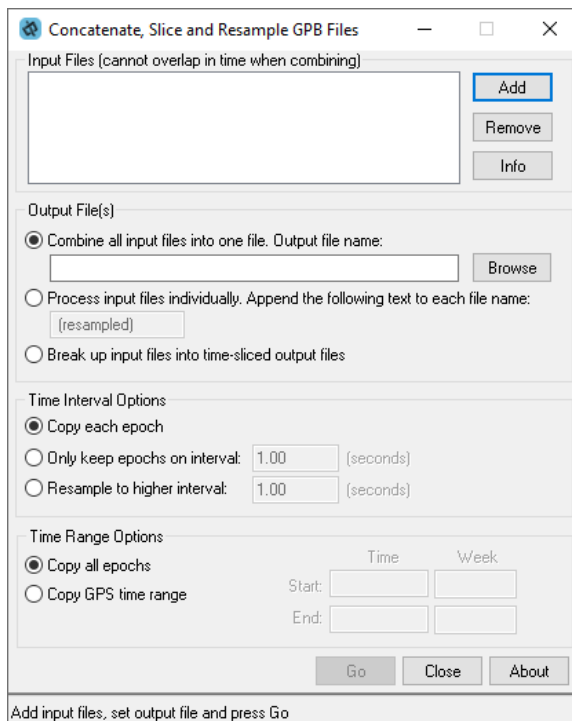 Concatenate, Slice and Resample GPB Files
Input Files (cannot overlap in time when combining)
Add
Remove
Info
Output File(s)
Combine all input files into one file. Output file name:
Browse
Process input files individually. Append the following text to each file name:
(resampled)
Break up input files into time-sliced output files
Time Interval Options
Copy each epoch
Only keep epochs on interval: 1.00 (seconds)
Resample to higher interval: 1.00 (seconds)
Time Range Options
Copy all epochs
Time Week
Copy GPS time range
Start:
End:
Go Close About
Add input files, set output file and press Go